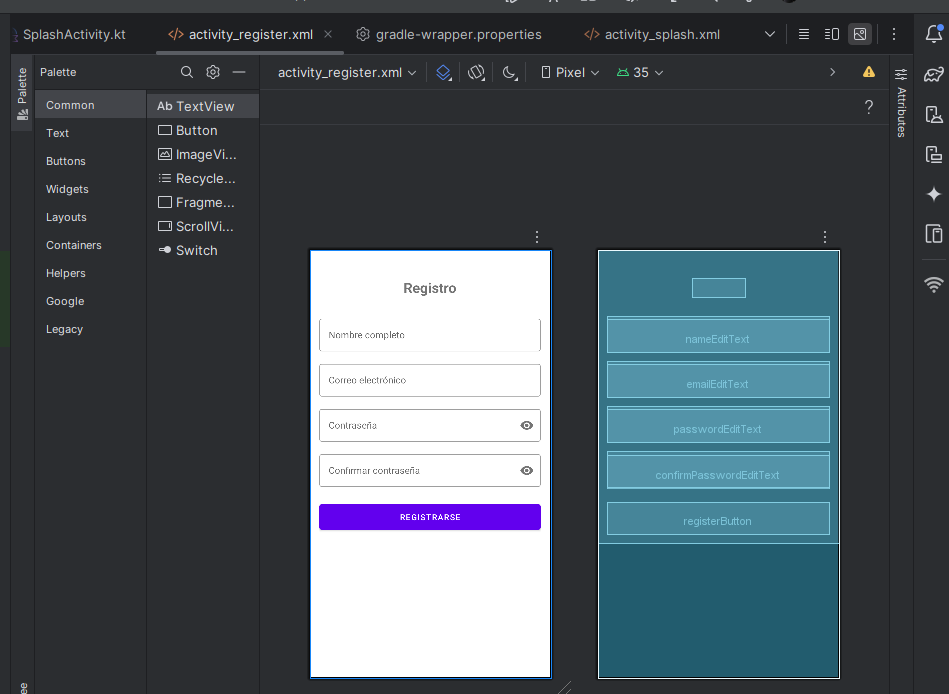 SplashActivity.kt
</> activity_register.xml
gradle-wrapper.properties
</> activity_splash.xml
Palette
Palette
activity_register.xml
Pixel
35
Attributes
Common
Text
Buttons
Widgets
Layouts
Containers
Helpers
Google
Legacy
Ab TextView
Button
ImageVi...
Recycle...
Fragme...
ScrollVi...
Switch
?
Registro
Nombre completo
Correo electrónico
Contraseña
Confirmar contraseña
REGISTRARSE
nameEditText
emailEditText
passwordEditText
confirmPasswordEditText
registerButton
ee